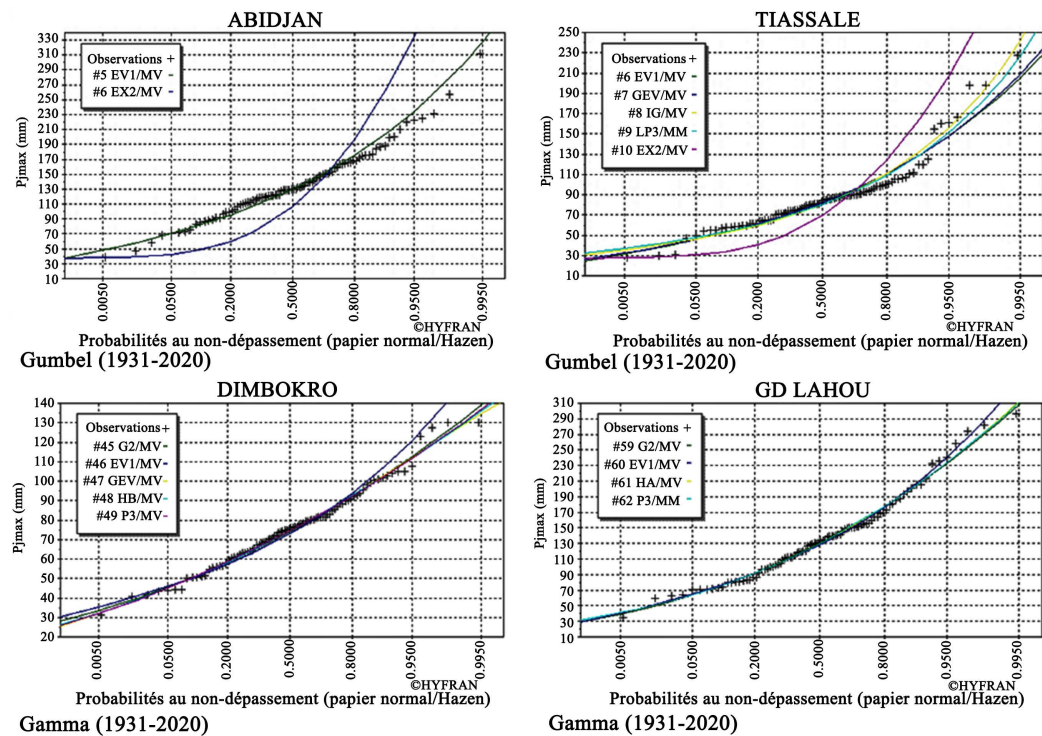 ABIDJAN
330
310
290
270
250
230
210
190
170
150
130
110
90
70
50
30
10
Pjmax (mm)
Observations +
#5 EV1/MV
#6 EX2/MV
0.0050
0.0500
0.2000
0.5000
0.8000
0.9500
0.9950
©HYFRAN
Probabilités au non-dépassement (papier normal/Hazen)
Gumbel (1931-2020)
TIASSALE
250
230
210
190
170
150
130
110
90
70
50
30
10
Pjmax (mm)
Observations +
#6 EV1/MV
#7 GEV/MV
#8 IG/MV
#9 LP3/MM
#10 EX2/MV
0.0050
0.0500
0.2000
0.5000
0.8000
0.9500
0.9950
©HYFRAN
Probabilités au non-dépassement (papier normal/Hazen)
Gumbel (1931-2020)
DIMBOKRO
140
130
120
110
100
90
80
70
60
50
40
30
20
Pjmax (mm)
Observations +
#45 G2/MV
#46 EV1/MV
#47 GEV/MV
#48 HB/MV
#49 P3/MV
0.0050
0.0500
0.2000
0.5000
0.8000
0.9500
0.9950
©HYFRAN
Probabilités au non-dépassement (papier normal/Hazen)
Gamma (1931-2020)
GD LAHOU
310
290
270
250
230
210
190
170
150
130
110
90
70
50
30
10
Pjmax (mm)
Observations +
#59 G2/MV
#60 EV1/MV
#61 HA/MV
#62 P3/MM
0.0050
0.0500
0.2000
0.5000
0.8000
0.9500
0.9950
©HYFRAN
Probabilités au non-dépassement (papier normal/Hazen)
Gamma (1931-2020)